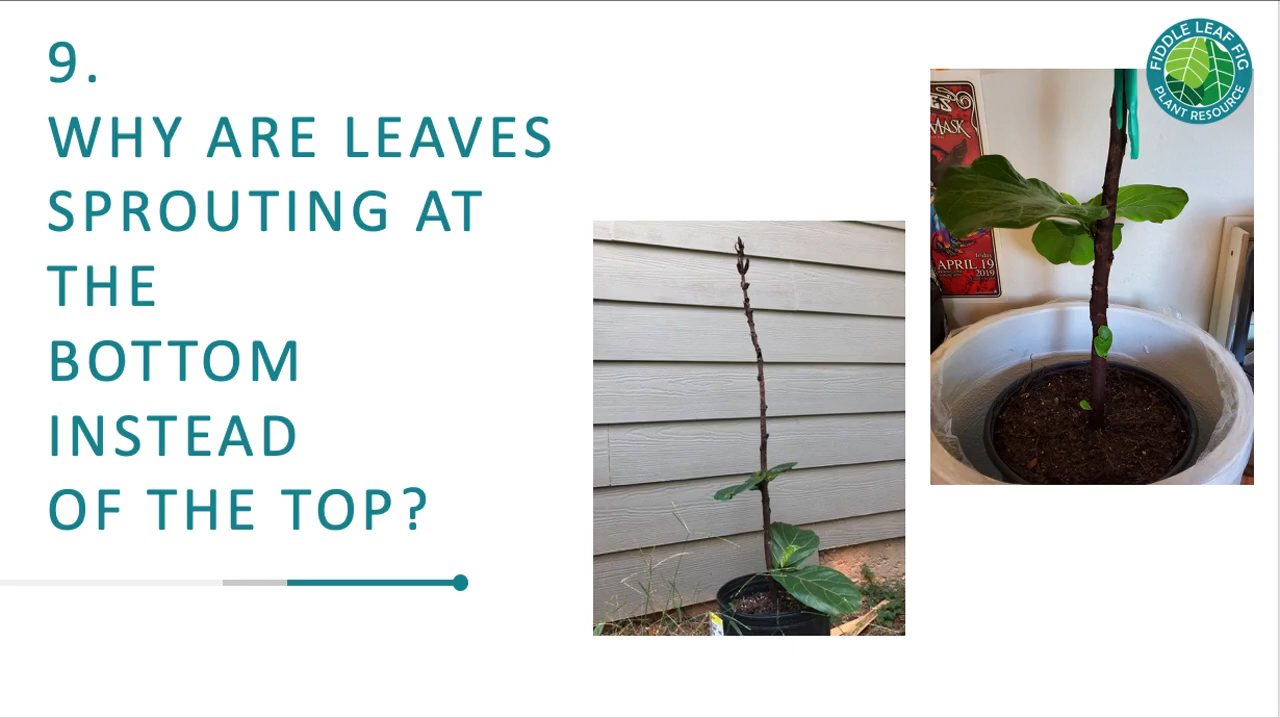 9.
WHY ARE LEAVES
SPROUTING AT
THE
BOTTOM
INSTEAD
OF THE TOP?
FIDDLE LEAF FIG
PLANT RESOURCE
MASK
friday
APRIL 19
2019